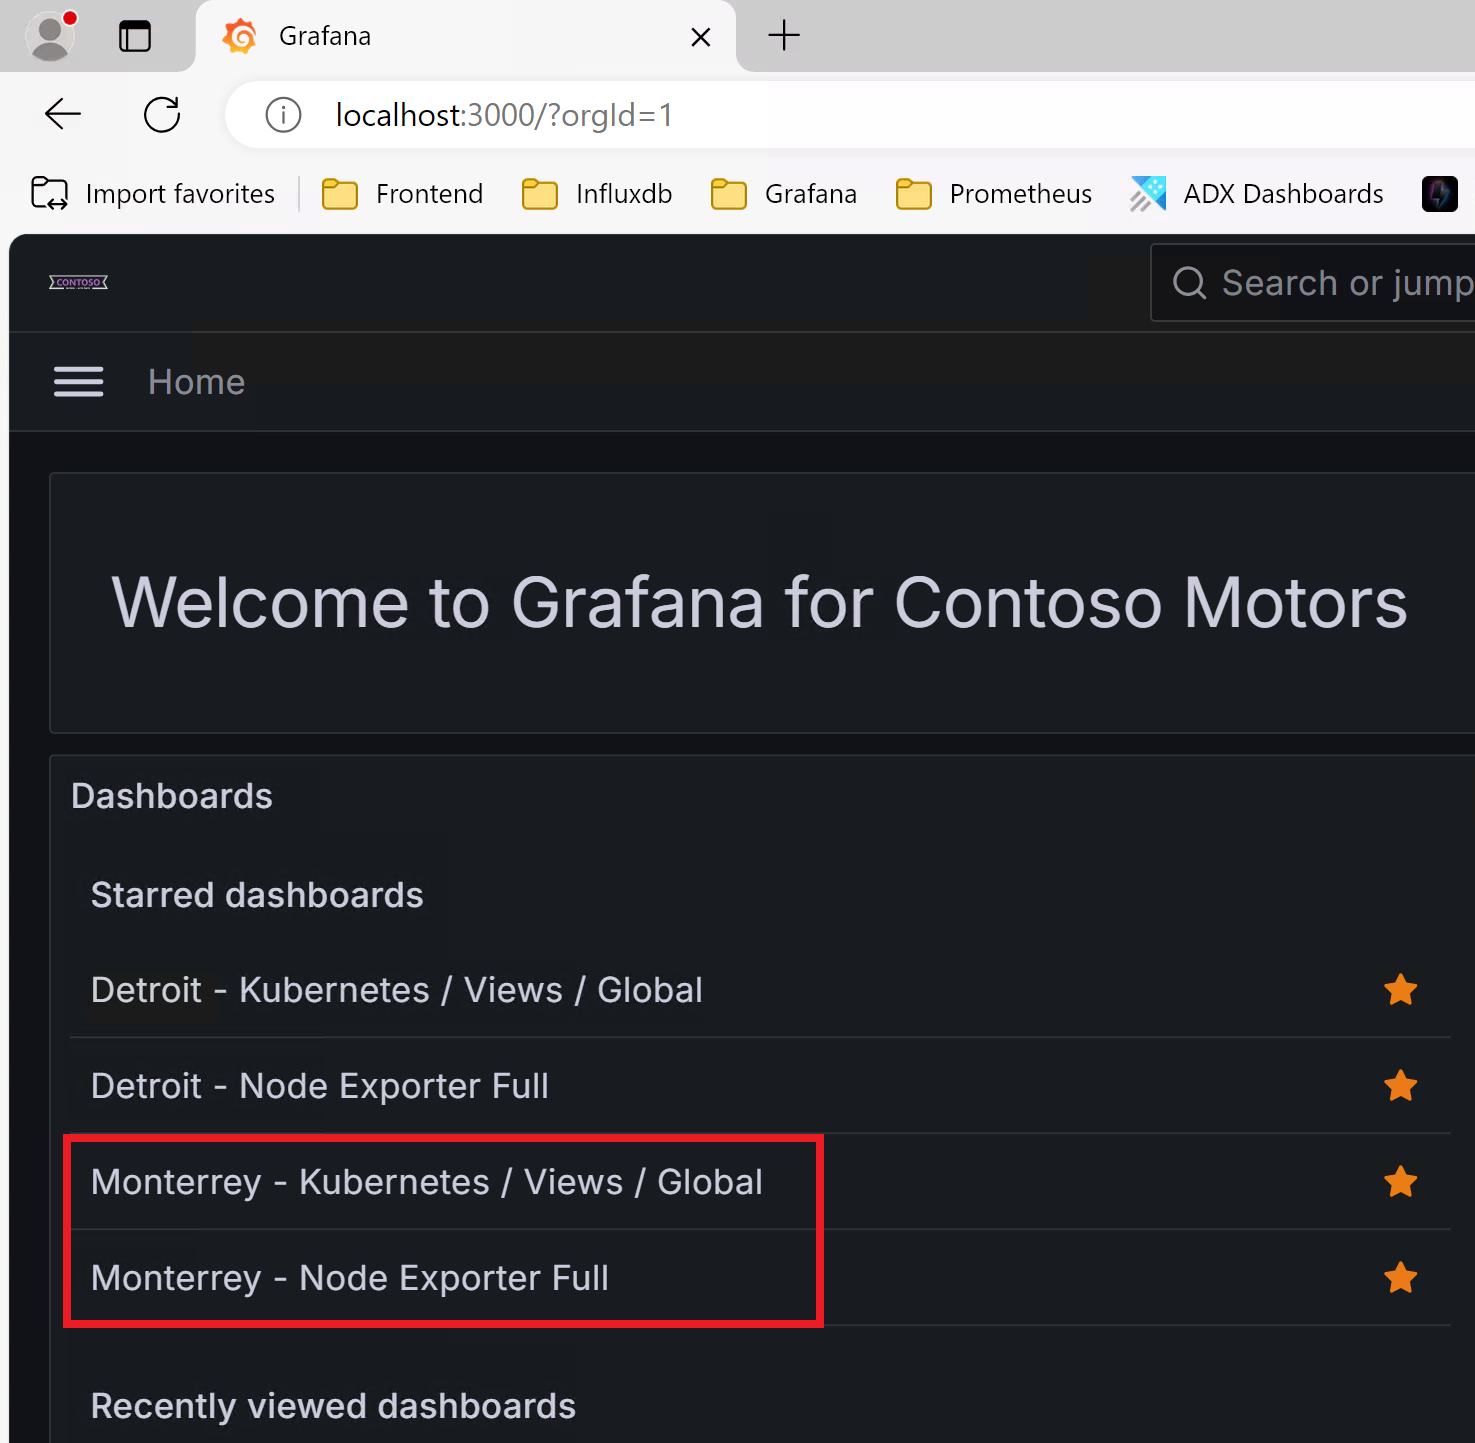 Grafana
localhost:3000/?orgId=1
Import favorites
Frontend
Influxdb
Grafana
Prometheus
ADX Dashboards
CONTOSO
Search or jump
Home
Welcome to Grafana for Contoso Motors
Dashboards
Starred dashboards
Detroit - Kubernetes / Views / Global
Detroit - Node Exporter Full
Monterrey - Kubernetes / Views / Global
Monterrey - Node Exporter Full
Recently viewed dashboards